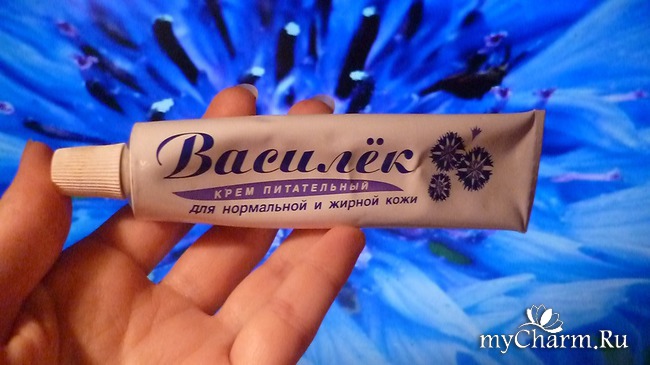 Василёк
КРЕМ ПИТАТЕЛЬНЫЙ
для нормальной и жирной кожи
myCharm.Ru